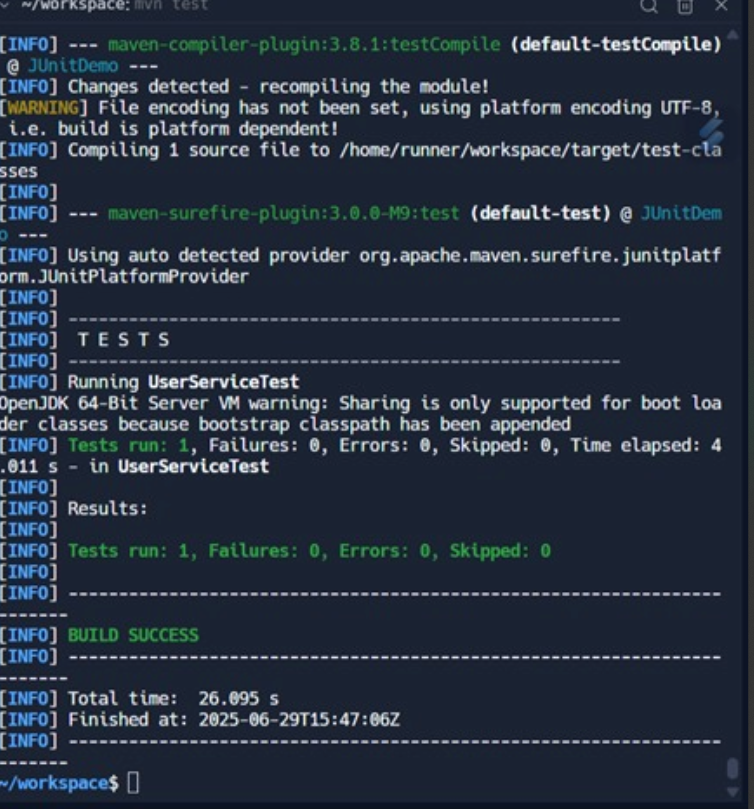 ~/workspace: mvn test
[INFO] --- maven-compiler-plugin:3.8.1:testCompile (default-testCompile)
@ JUnitDemo ---
[INFO] Changes detected - recompiling the module!
[WARNING] File encoding has not been set, using platform encoding UTF-8,
i.e. build is platform dependent!
[INFO] Compiling 1 source file to /home/runner/workspace/target/test-cla
sses
[INFO]
[INFO] --- maven-surefire-plugin:3.0.0-M9:test (default-test) @ JUnitDem
o ---
[INFO] Using auto detected provider org.apache.maven.surefire.junitplatf
orm.JUnitPlatformProvider
[INFO]
[INFO] -------------------------------------------------------
[INFO]  T E S T S
[INFO] -------------------------------------------------------
[INFO] Running UserServiceTest
OpenJDK 64-Bit Server VM warning: Sharing is only supported for boot loa
der classes because bootstrap classpath has been appended
[INFO] Tests run: 1, Failures: 0, Errors: 0, Skipped: 0, Time elapsed: 4
.011 s - in UserServiceTest
[INFO]
[INFO] Results:
[INFO]
[INFO] Tests run: 1, Failures: 0, Errors: 0, Skipped: 0
[INFO]
[INFO] -----------------------------------------------------------------
-------
[INFO] BUILD SUCCESS
[INFO] -----------------------------------------------------------------
-------
[INFO] Total time:  26.095 s
[INFO] Finished at: 2025-06-29T15:47:06Z
[INFO] -----------------------------------------------------------------
-------
~/workspace$